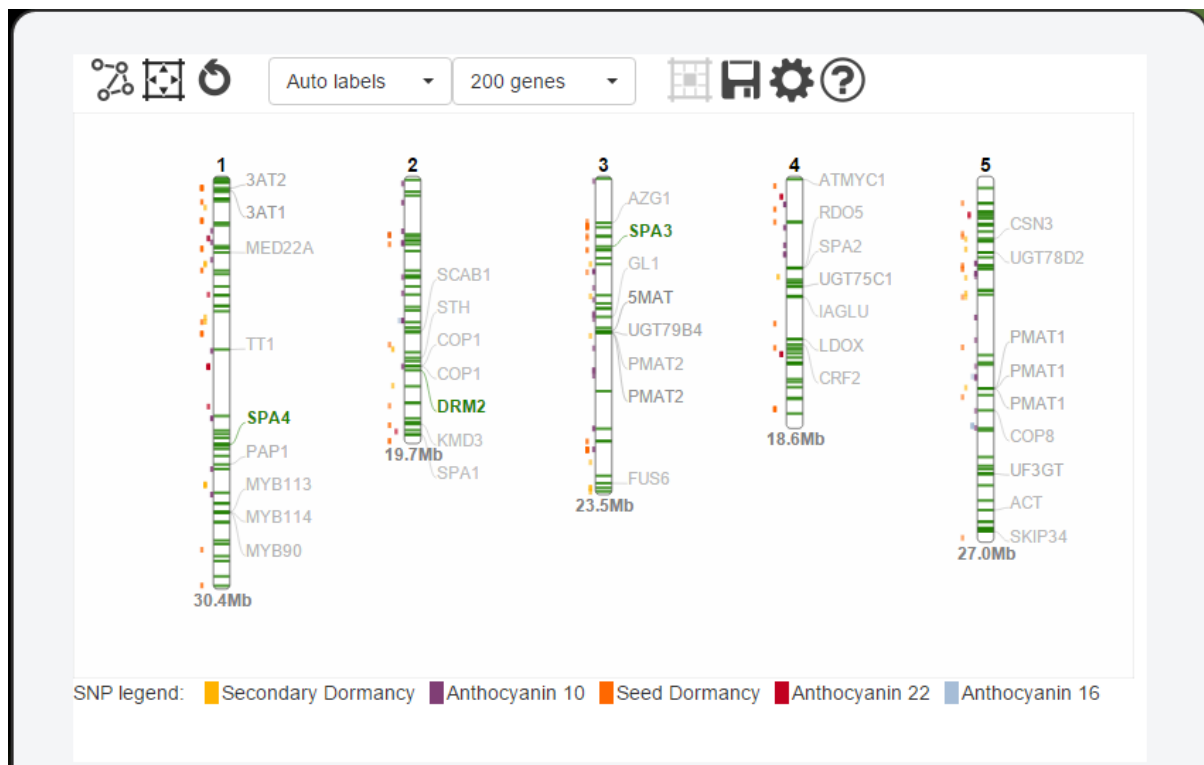 Auto labels
200 genes
1
3AT2
3AT1
MED22A
TT1
SPA4
PAP1
MYB113
MYB114
MYB90
30.4Mb
2
SCAB1
STH
COP1
COP1
DRM2
KMD3
SPA1
19.7Mb
3
AZG1
SPA3
GL1
5MAT
UGT79B4
PMAT2
PMAT2
FUS6
23.5Mb
4
ATMYC1
RDO5
SPA2
UGT75C1
IAGLU
LDOX
CRF2
18.6Mb
5
CSN3
UGT78D2
PMAT1
PMAT1
PMAT1
COP8
UF3GT
ACT
SKIP34
27.0Mb
SNP legend: Secondary Dormancy Anthocyanin 10 Seed Dormancy Anthocyanin 22 Anthocyanin 16